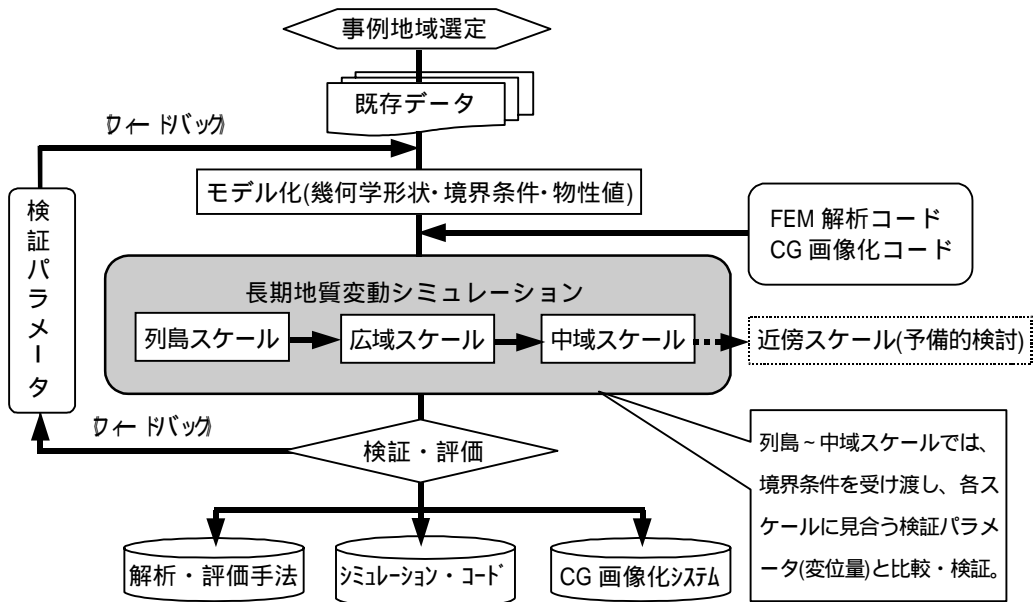 事例地域選定
既存データ
フィードバック
モデル化(幾何学形状・境界条件・物性値)
検証パラメータ
FEM 解析コード
CG 画像化コード
長期地質変動シミュレーション
列島スケール
広域スケール
中域スケール
近傍スケール(予備的検討)
フィードバック
検証・評価
列島~中域スケールでは、
境界条件を受け渡し、各ス
ケールに見合う検証パラメ
ータ(変位量)と比較・検証。
解析・評価手法
シミュレーション・コード
CG 画像化システム